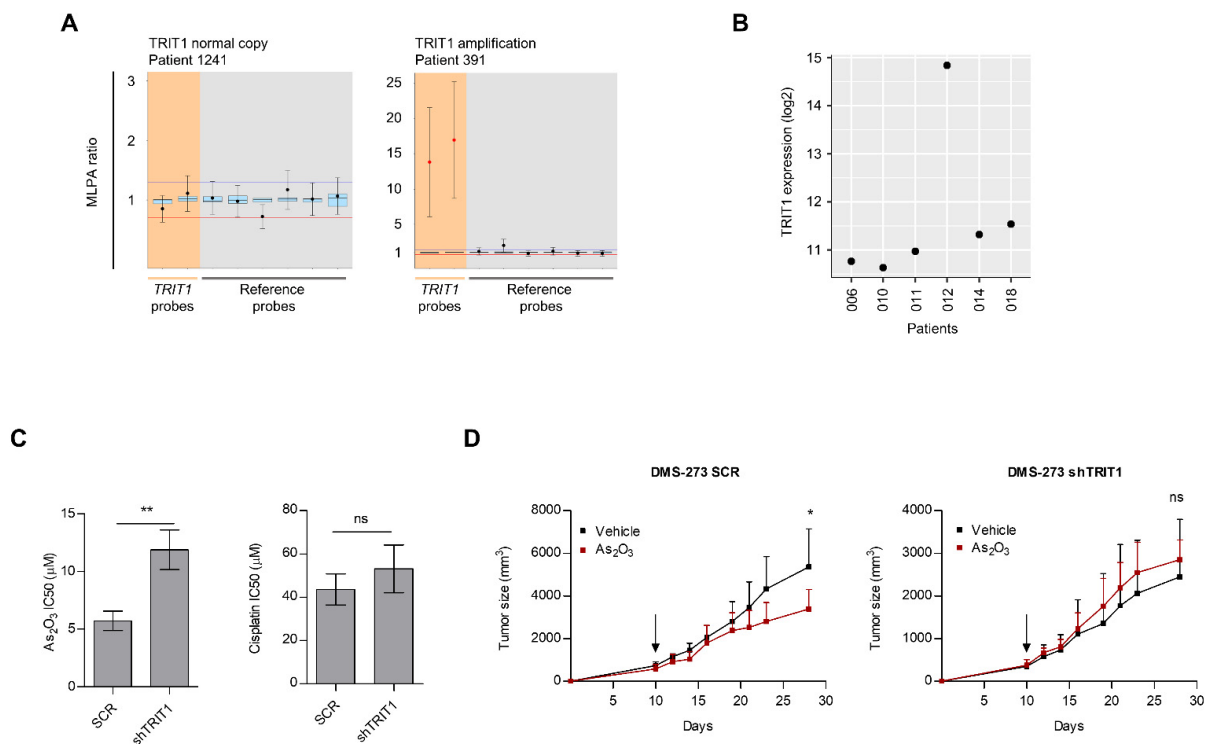 A
TRIT1 normal copy
Patient 1241
MLPA ratio
3
2
1
TRIT1
probes
Reference
probes
TRIT1 amplification
Patient 391
25
20
15
10
5
1
TRIT1
probes
Reference
probes
B
TRIT1 expression (log2)
15
14
13
12
11
006
010
011
012
014
018
Patients
C
As2O3 IC50 (µM)
15
10
5
0
**
SCR
shTRIT1
Cisplatin IC50 (µM)
80
60
40
20
0
ns
SCR
shTRIT1
D
DMS-273 SCR
Tumor size (mm3)
8000
6000
4000
2000
0
Vehicle
As2O3
*
5 10 15 20 25 30
Days
DMS-273 shTRIT1
Tumor size (mm3)
4000
3000
2000
1000
0
Vehicle
As2O3
ns
5 10 15 20 25 30
Days